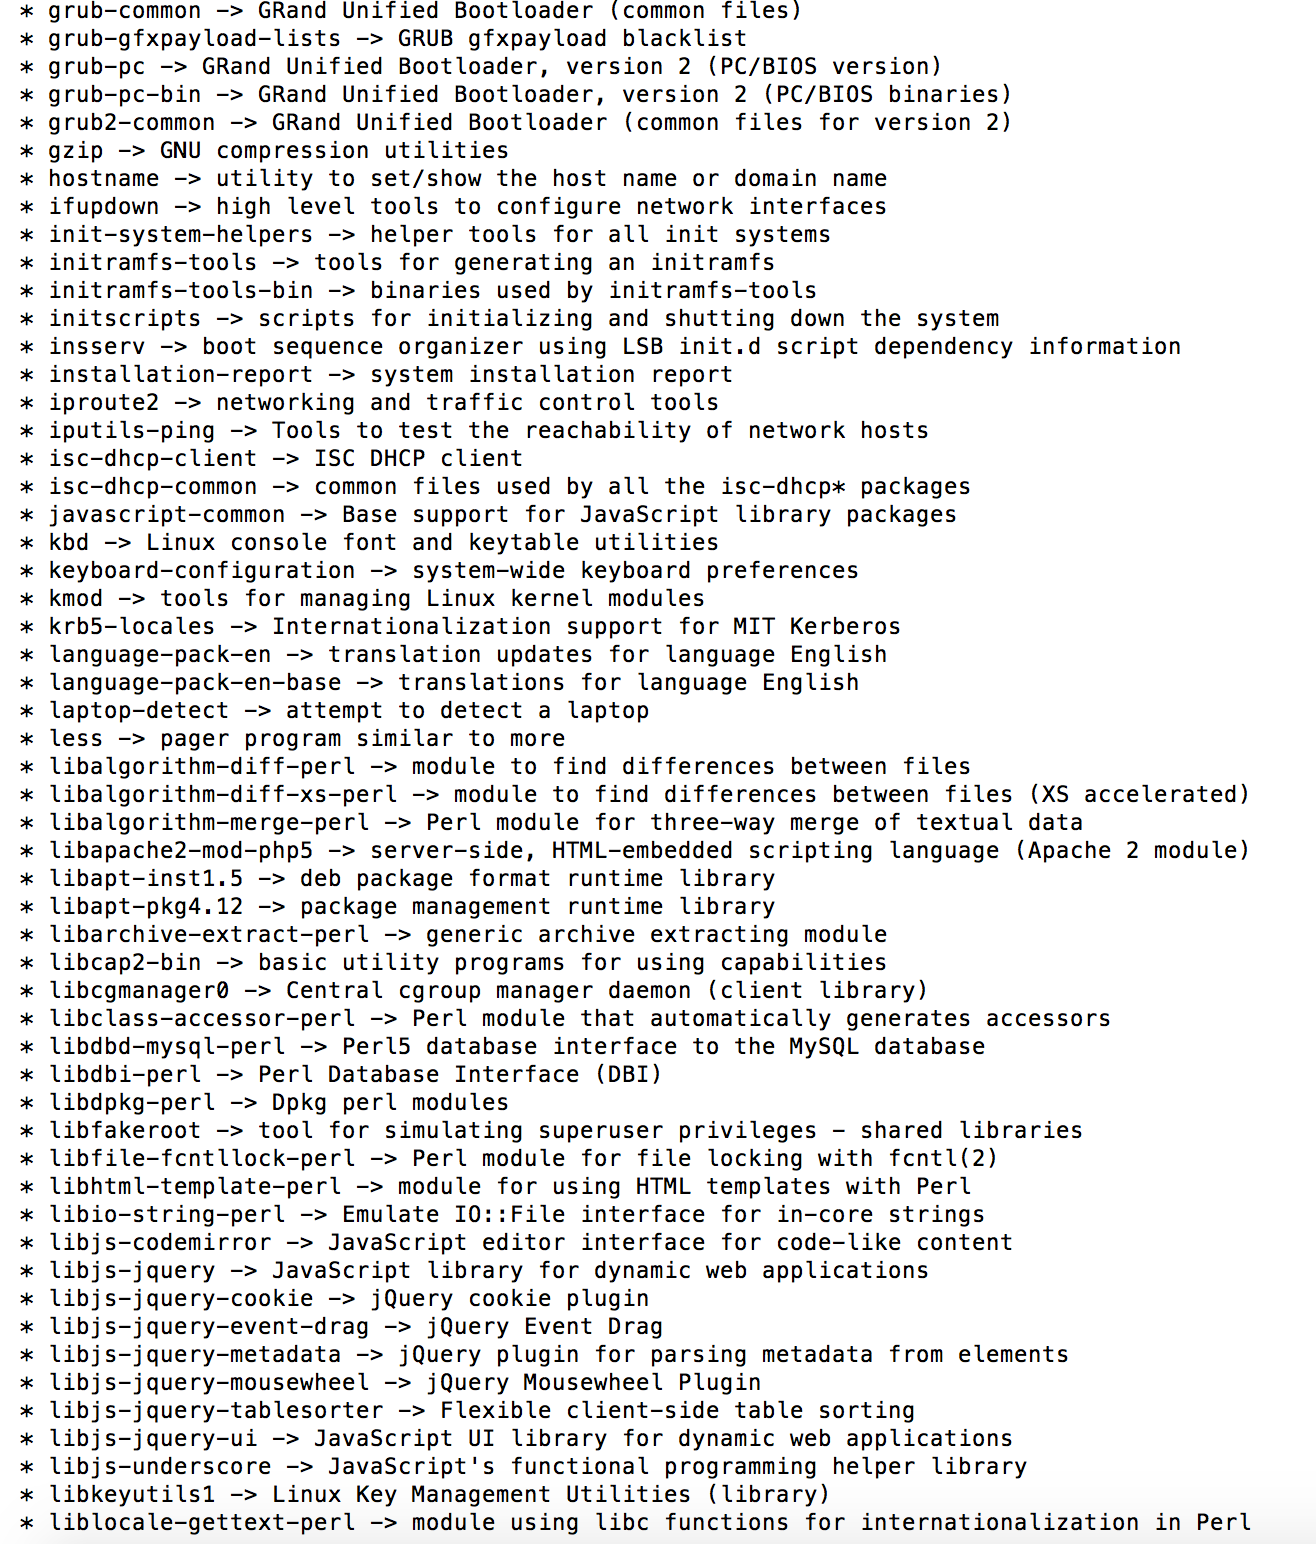 * grub-common -> GRand Unified Bootloader (common files)
* grub-gfxpayload-lists -> GRUB gfxpayload blacklist
* grub-pc -> GRand Unified Bootloader, version 2 (PC/BIOS version)
* grub-pc-bin -> GRand Unified Bootloader, version 2 (PC/BIOS binaries)
* grub2-common -> GRand Unified Bootloader (common files for version 2)
* gzip -> GNU compression utilities
* hostname -> utility to set/show the host name or domain name
* ifupdown -> high level tools to configure network interfaces
* init-system-helpers -> helper tools for all init systems
* initramfs-tools -> tools for generating an initramfs
* initramfs-tools-bin -> binaries used by initramfs-tools
* initscripts -> scripts for initializing and shutting down the system
* insserv -> boot sequence organizer using LSB init.d script dependency information
* installation-report -> system installation report
* iproute2 -> networking and traffic control tools
* iputils-ping -> Tools to test the reachability of network hosts
* isc-dhcp-client -> ISC DHCP client
* isc-dhcp-common -> common files used by all the isc-dhcp* packages
* javascript-common -> Base support for JavaScript library packages
* kbd -> Linux console font and keytable utilities
* keyboard-configuration -> system-wide keyboard preferences
* kmod -> tools for managing Linux kernel modules
* krb5-locales -> Internationalization support for MIT Kerberos
* language-pack-en -> translation updates for language English
* language-pack-en-base -> translations for language English
* laptop-detect -> attempt to detect a laptop
* less -> pager program similar to more
* libalgorithm-diff-perl -> module to find differences between files
* libalgorithm-diff-xs-perl -> module to find differences between files (XS accelerated)
* libalgorithm-merge-perl -> Perl module for three-way merge of textual data
* libapache2-mod-php5 -> server-side, HTML-embedded scripting language (Apache 2 module)
* libapt-inst1.5 -> deb package format runtime library
* libapt-pkg4.12 -> package management runtime library
* libarchive-extract-perl -> generic archive extracting module
* libcap2-bin -> basic utility programs for using capabilities
* libcgmanager0 -> Central cgroup manager daemon (client library)
* libclass-accessor-perl -> Perl module that automatically generates accessors
* libdbd-mysql-perl -> Perl5 database interface to the MySQL database
* libdbi-perl -> Perl Database Interface (DBI)
* libdpkg-perl -> Dpkg perl modules
* libfakeroot -> tool for simulating superuser privileges - shared libraries
* libfile-fcntllock-perl -> Perl module for file locking with fcntl(2)
* libhtml-template-perl -> module for using HTML templates with Perl
* libio-string-perl -> Emulate IO::File interface for in-core strings
* libjs-codemirror -> JavaScript editor interface for code-like content
* libjs-jquery -> JavaScript library for dynamic web applications
* libjs-jquery-cookie -> jQuery cookie plugin
* libjs-jquery-event-drag -> jQuery Event Drag
* libjs-jquery-metadata -> jQuery plugin for parsing metadata from elements
* libjs-jquery-mousewheel -> jQuery Mousewheel Plugin
* libjs-jquery-tablesorter -> Flexible client-side table sorting
* libjs-jquery-ui -> JavaScript UI library for dynamic web applications
* libjs-underscore -> JavaScript's functional programming helper library
* libkeyutils1 -> Linux Key Management Utilities (library)
* liblocale-gettext-perl -> module using libc functions for internationalization in Perl